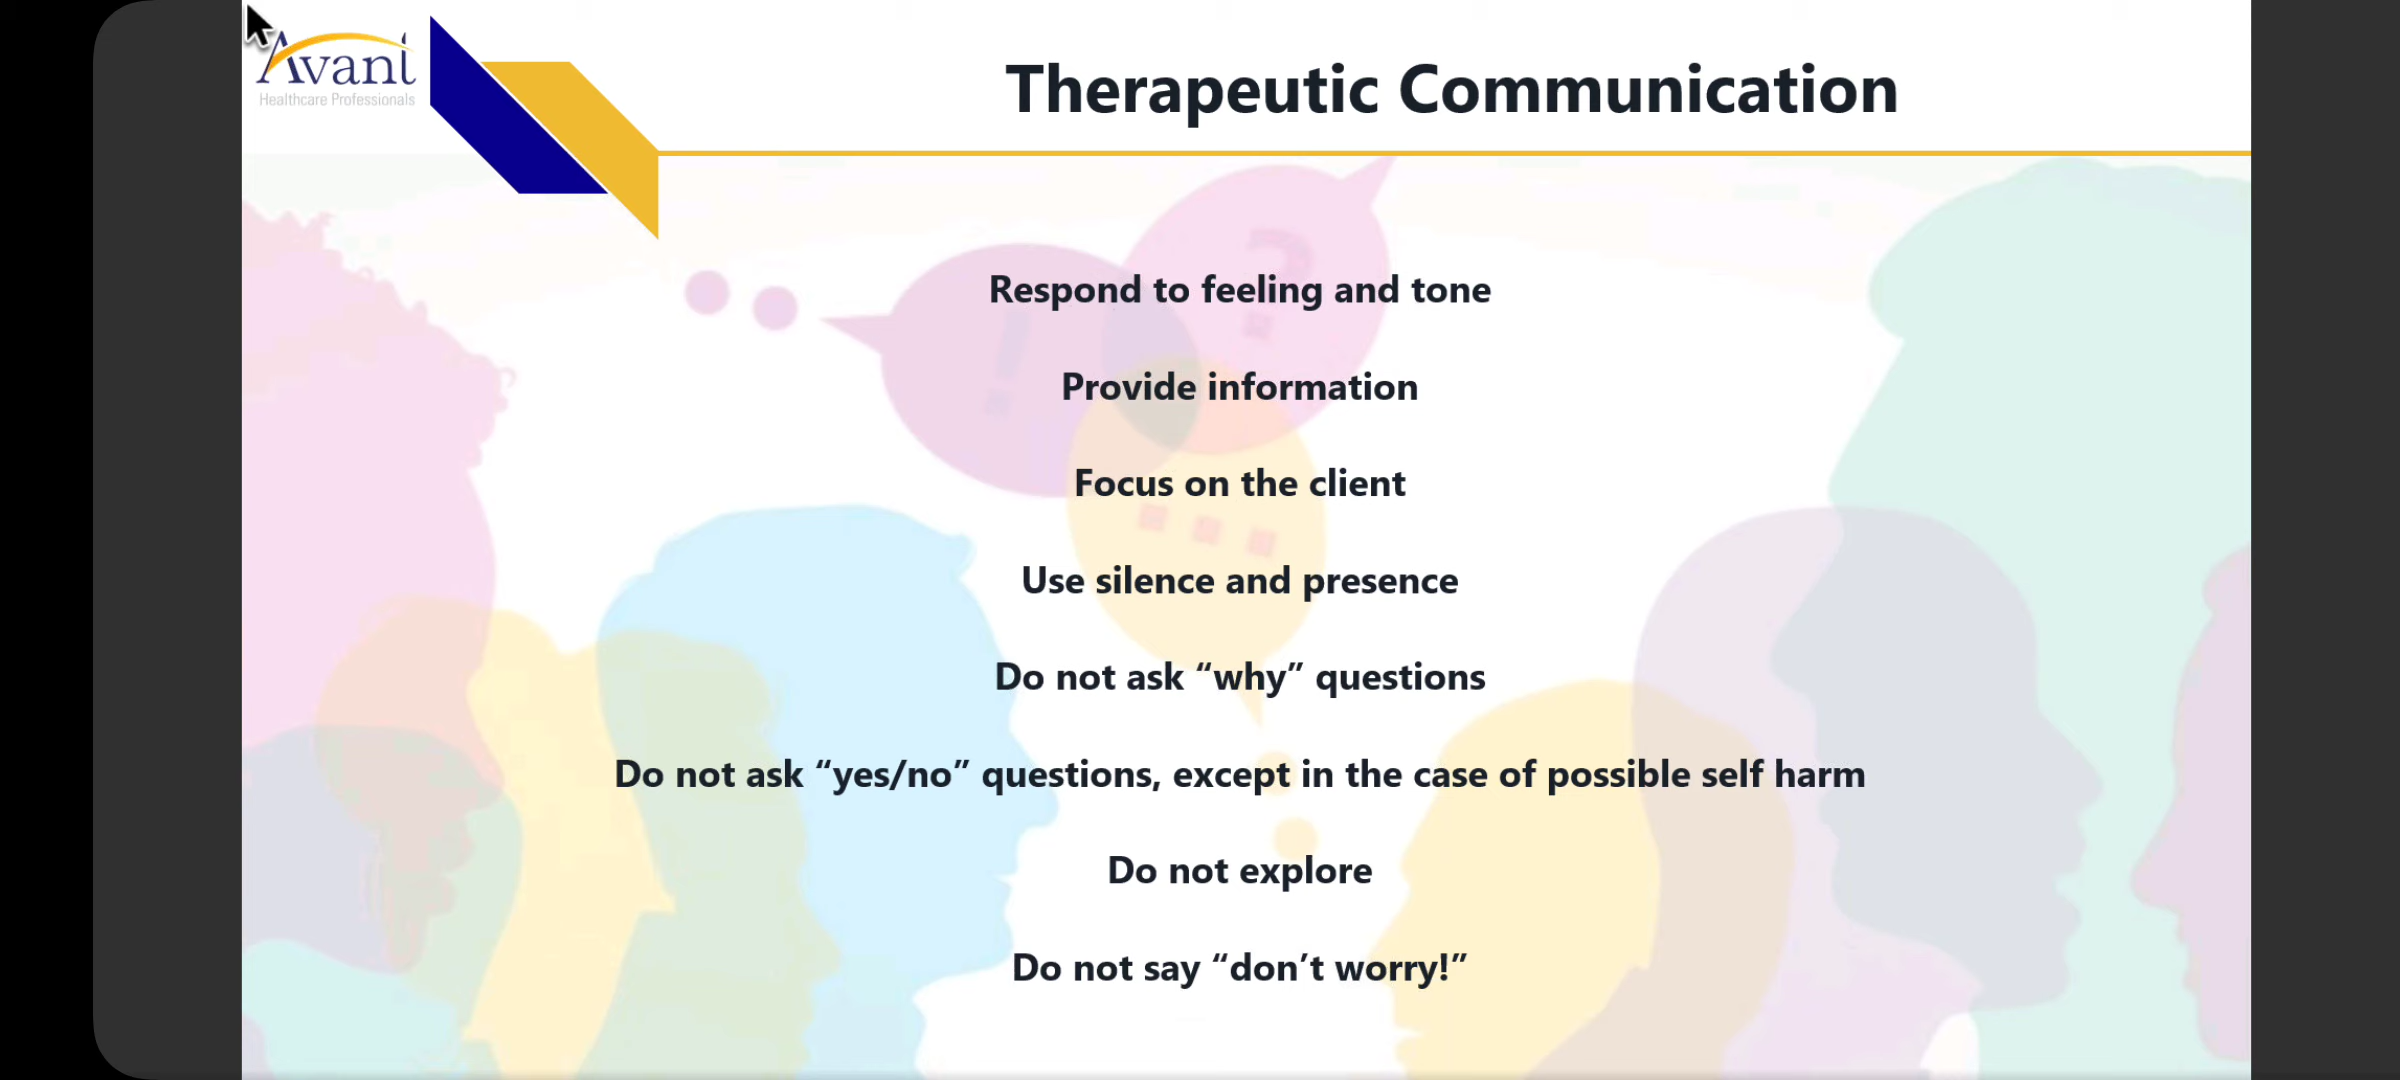 Avant
Healthcare Professionals
Therapeutic Communication
Respond to feeling and tone
Provide information
Focus on the client
Use silence and presence
Do not ask “why” questions
Do not ask “yes/no” questions, except in the case of possible self harm
Do not explore
Do not say “don’t worry!”